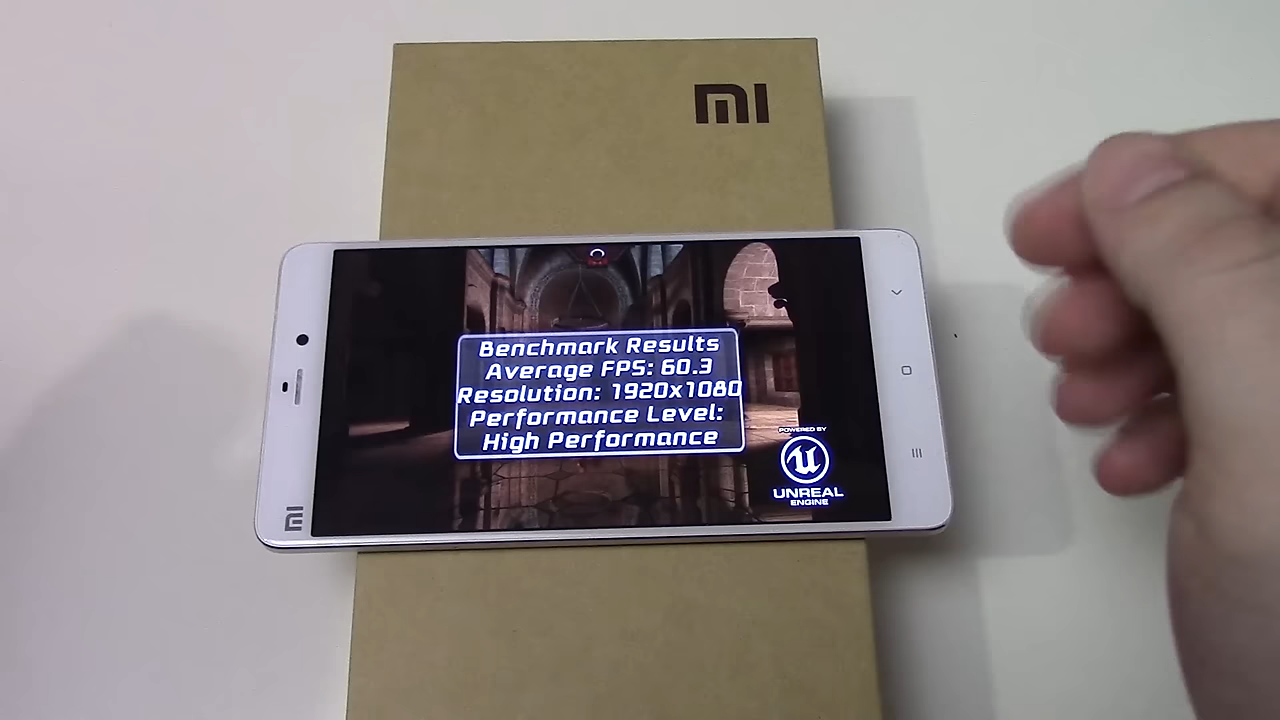 mi
Benchmark Results
Average FPS: 60.3
Resolution: 1920x1080
Performance Level:
High Performance
POWERED BY
UNREAL
ENGINE
mi